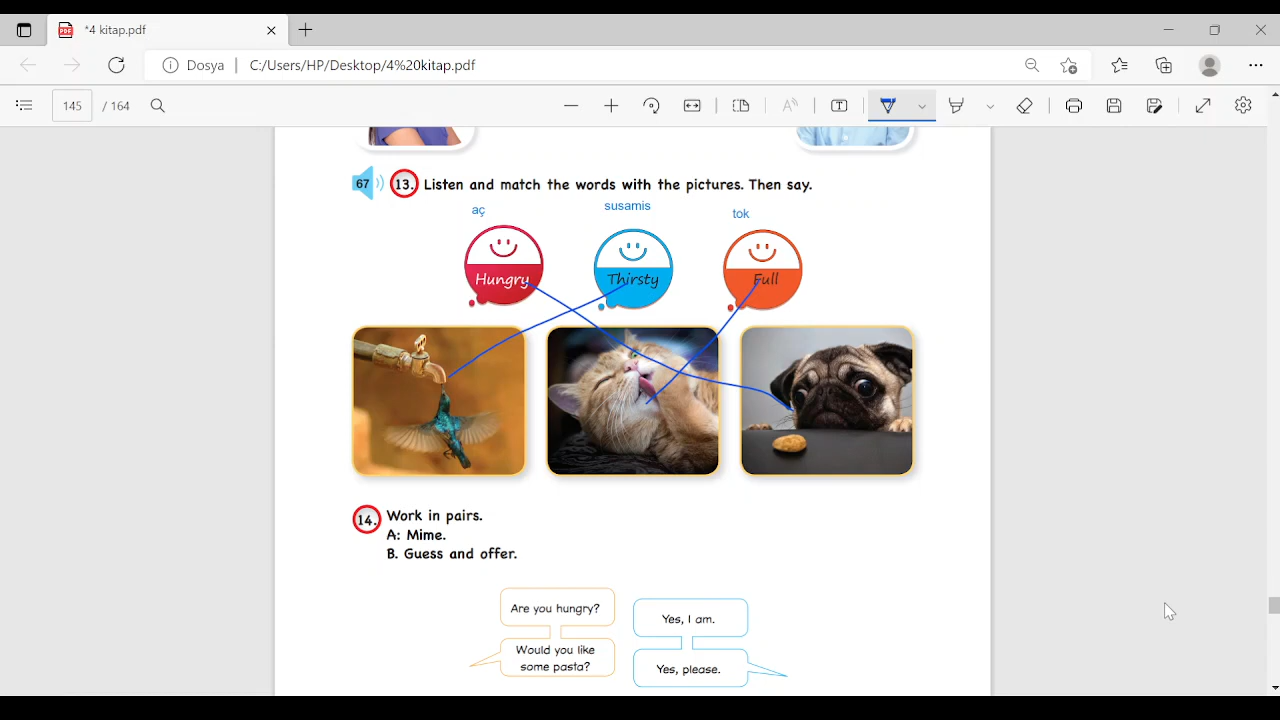 *4 kitap.pdf
Dosya | C:/Users/HP/Desktop/4%20kitap.pdf
145 / 164
67 13. Listen and match the words with the pictures. Then say.
aç susamis tok
Hungry Thirsty Full
14. Work in pairs.
A: Mime.
B. Guess and offer.
Are you hungry?
Yes, I am.
Would you like
some pasta?
Yes, please.